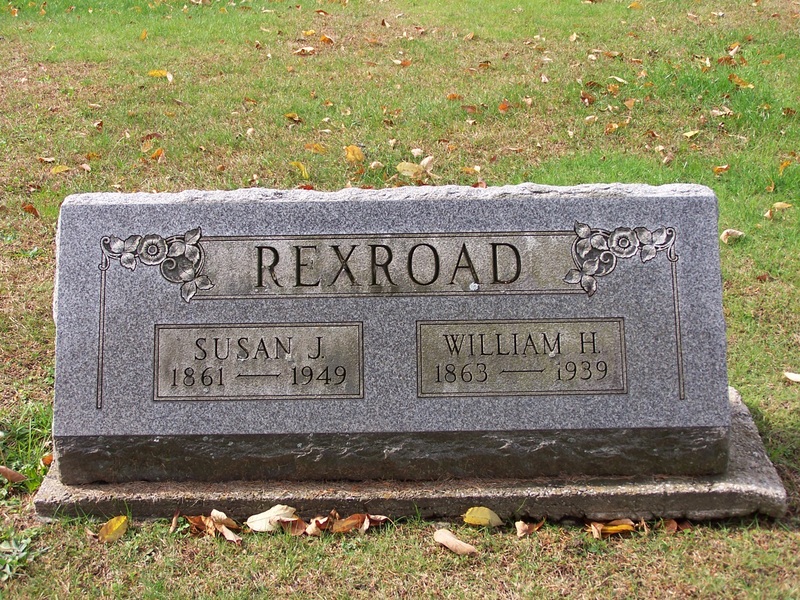 REXROAD
SUSAN J.
1861 — 1949
WILLIAM H.
1863 — 1939